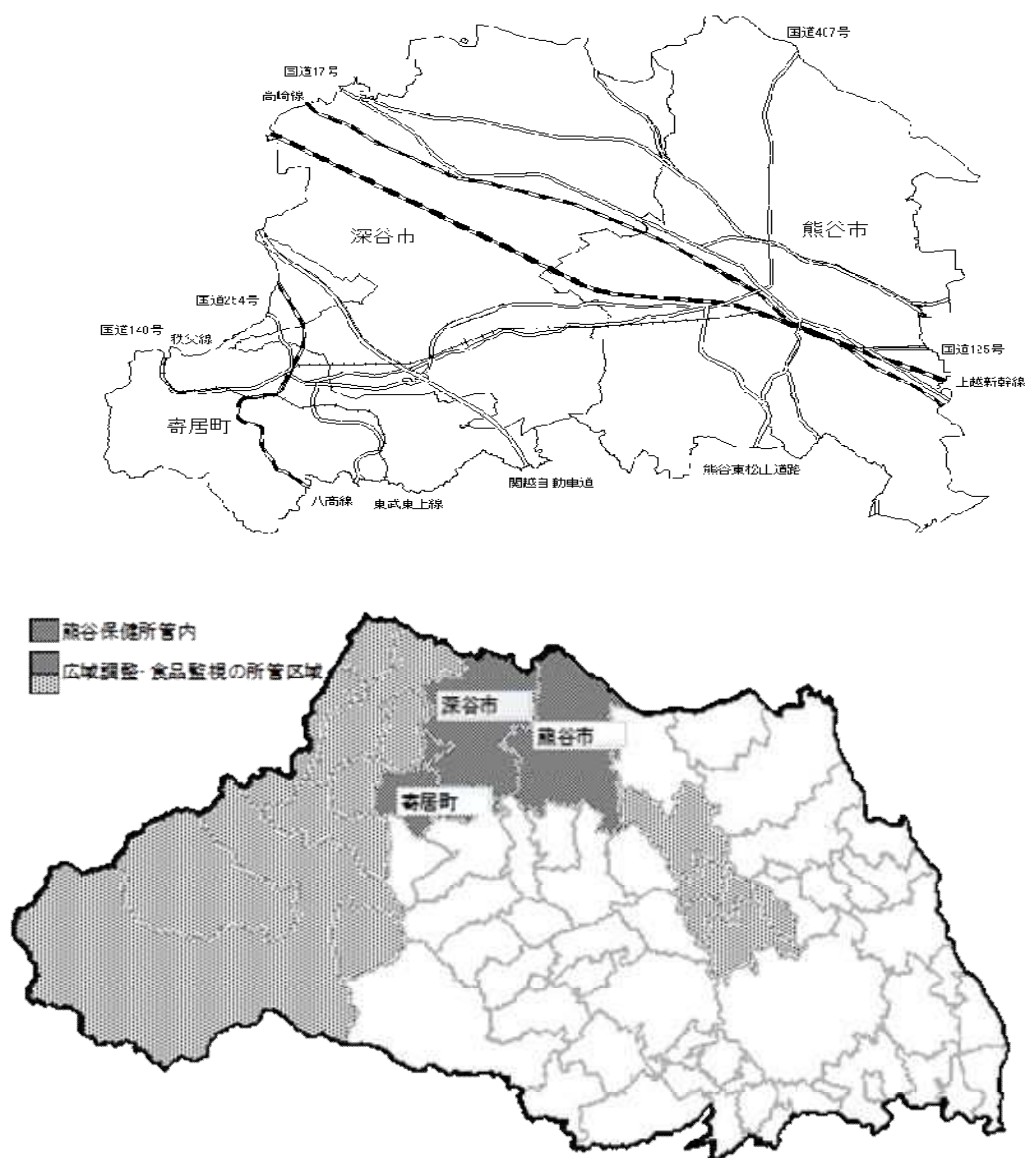 国道407号
国道17号
高崎線
深谷市
熊谷市
国道254号
国道140号
秩父線
国道125号
上越新幹線
寄居町
熊谷東松山道路
関越自動車道
八高線
東武東上線
熊谷保健所管内
広域調整・食品監視の所管区域
深谷市
熊谷市
寄居町